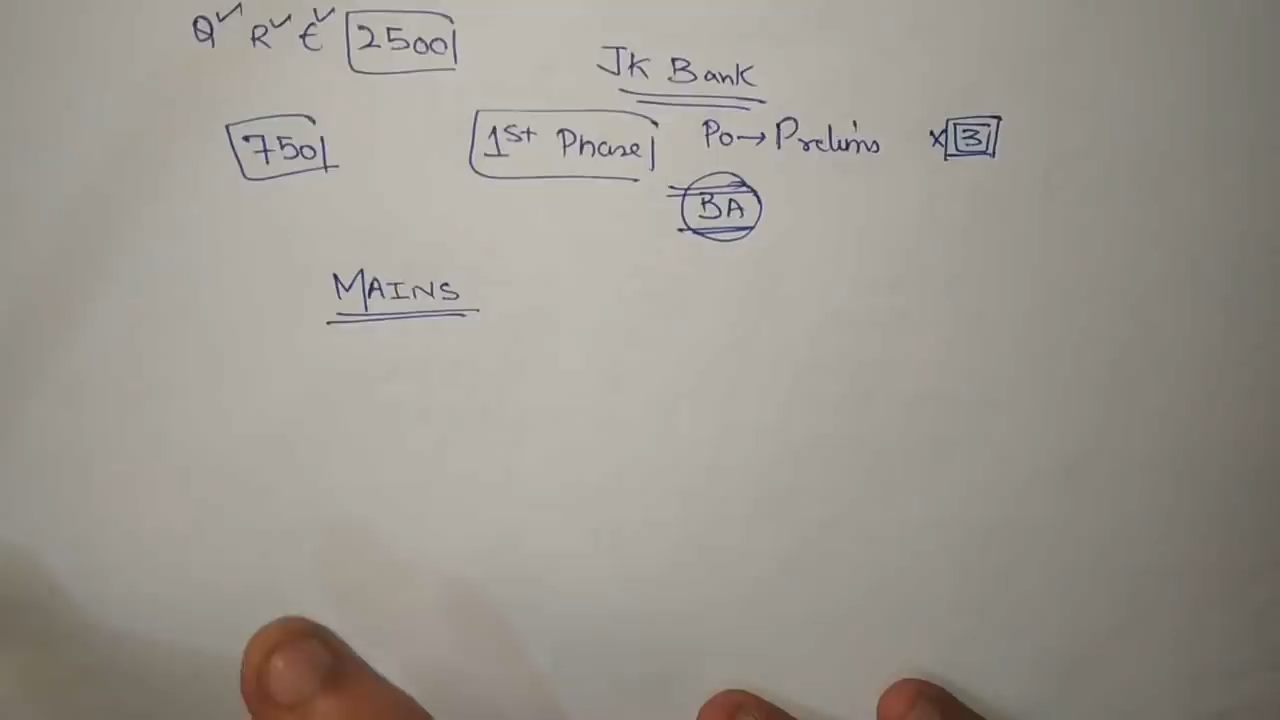 Q✓ R✓ E✓ 2500
JK Bank
750 1st Phase PO→Prelims ×3
BA
MAINS